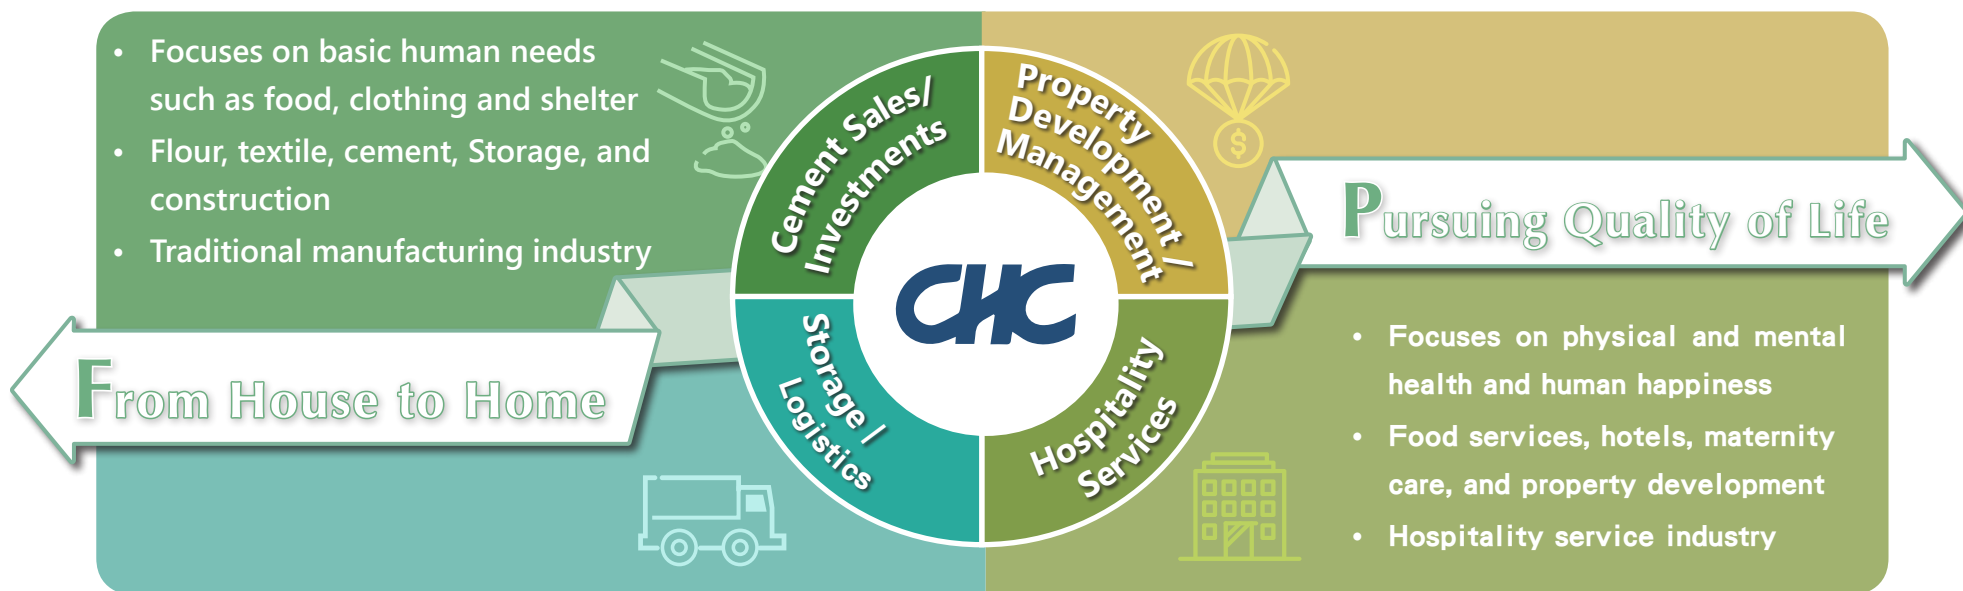 • Focuses on basic human needs
such as food, clothing and shelter
• Flour, textile, cement, Storage, and
construction
• Traditional manufacturing industry
From House to Home
Cement Sales/
Investments
Property
Development /
Management
Storage /
Logistics
Hospitality
Services
CHC
$
Pursuing Quality of Life
• Focuses on physical and mental
health and human happiness
• Food services, hotels, maternity
care, and property development
• Hospitality service industry